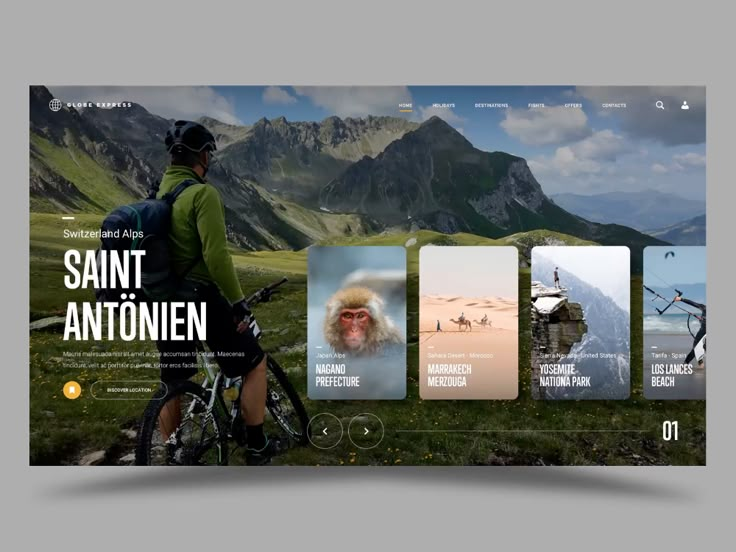 GLOBE EXPRESS
HOME HOLIDAYS DESTINATIONS FIGHTS OFFERS CONTACTS
Switzerland Alps
SAINT
ANTÖNIEN
Mauris malesuada nisi sit amet augue accumsan tincidunt. Maecenas
tincidunt, velit ac porttitor pulvinar, tortor eros facilisis libero
DISCOVER LOCATION
Japan Alps
NAGANO
PREFECTURE
Sahara Desert - Morocco
MARRAKECH
MERZOUGA
Sierra Nevada - United States
YOSEMITE
NATIONA PARK
Tarifa - Spain
LOS LANCES
BEACH
01